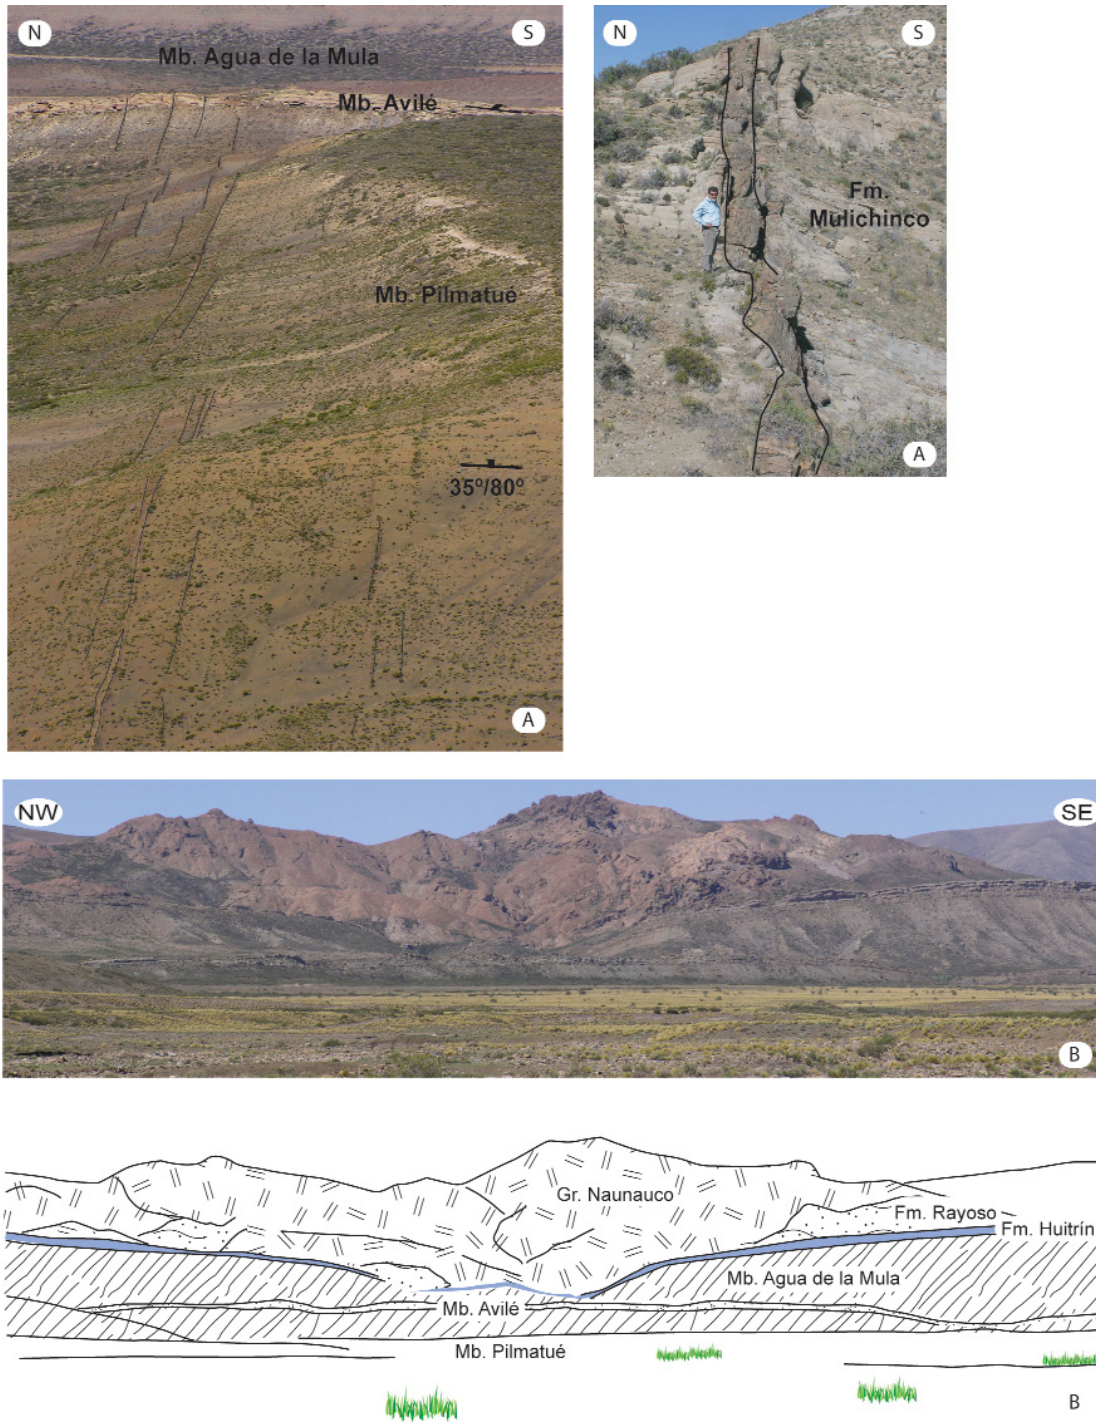 N
S
Mb. Agua de la Mula
Mb. Avilé
Mb. Pilmatué
35º/80º
A
N
S
Fm.
Mulichinco
A
NW
SE
B
Gr. Naunauco
Fm. Rayoso
Fm. Huitrín
Mb. Agua de la Mula
Mb. Avilé
Mb. Pilmatué
B